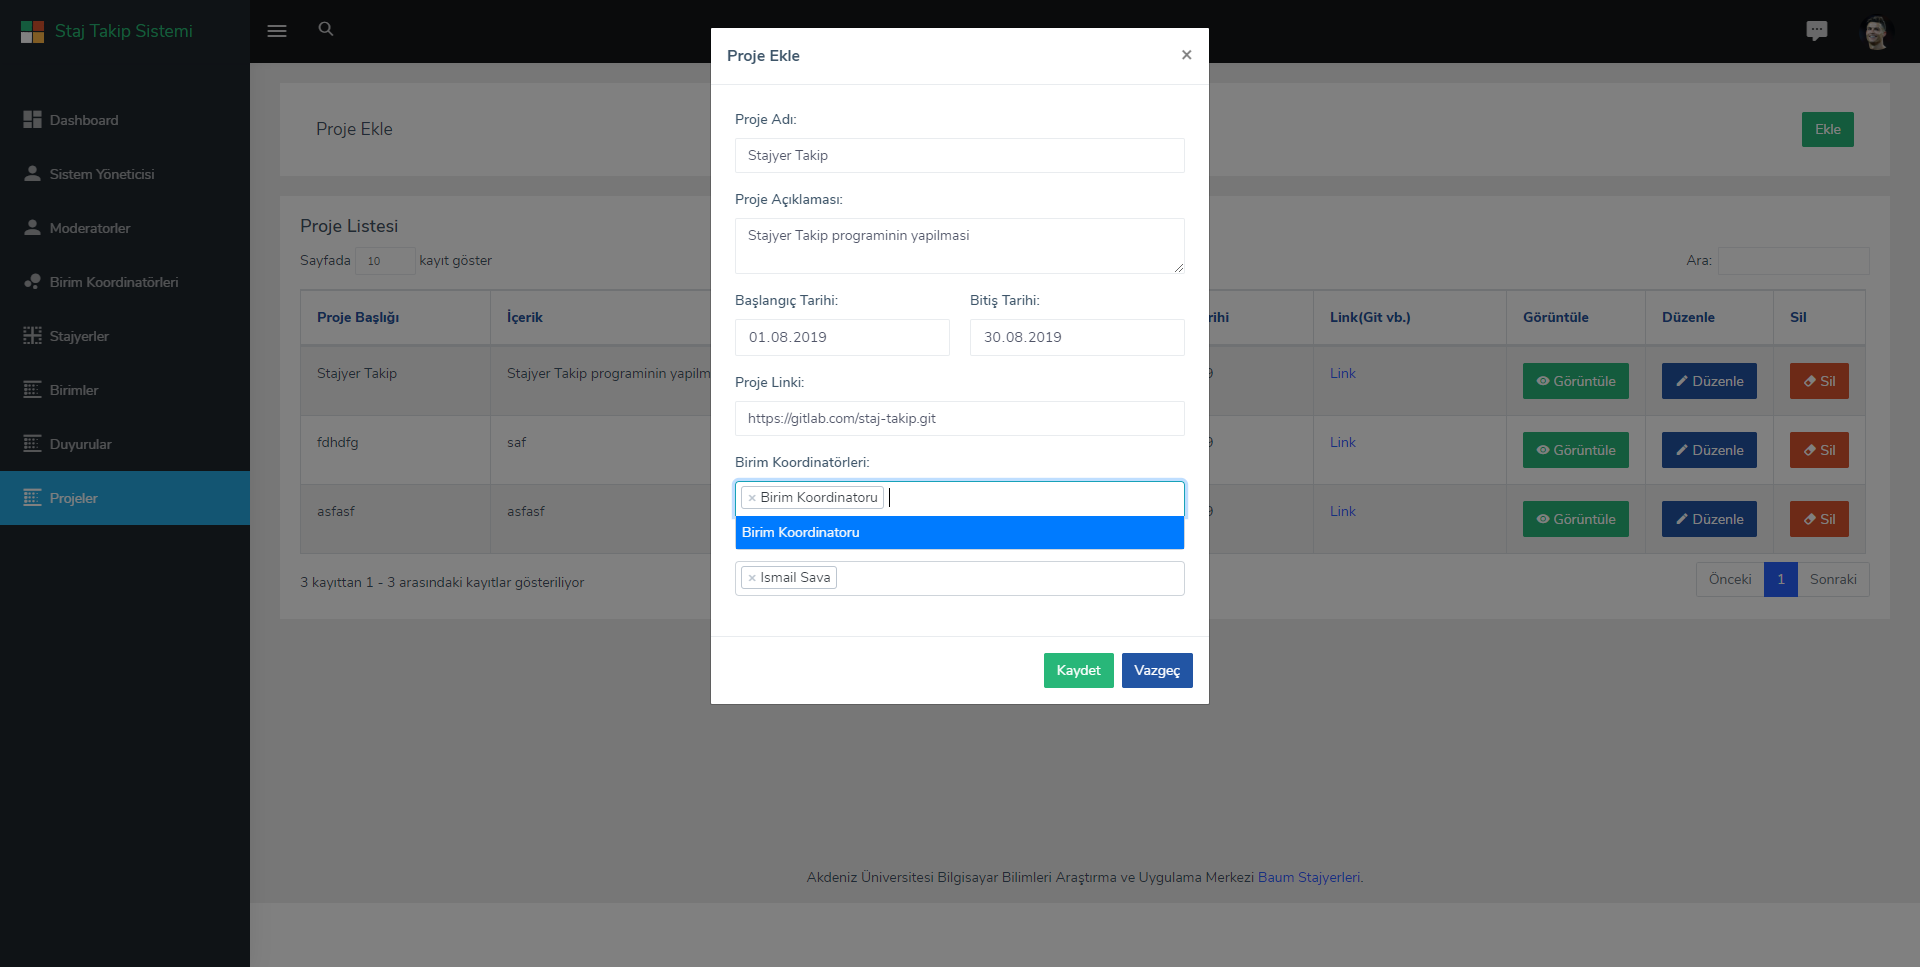 Staj Takip Sistemi
Dashboard
Sistem Yöneticisi
Moderatorler
Birim Koordinatörleri
Stajyerler
Birimler
Duyurular
Projeler
Proje Ekle
Ekle
Proje Listesi
Sayfada 10 kayıt göster
Ara:
Proje Başlığı İçerik rihi Link(Git vb.) Görüntüle Düzenle Sil
Stajyer Takip Stajyer Takip programinin yapilm 9 Link Görüntüle Düzenle Sil
fdhdfg saf 9 Link Görüntüle Düzenle Sil
asfasf asfasf 9 Link Görüntüle Düzenle Sil
3 kayıttan 1 - 3 arasındaki kayıtlar gösteriliyor
Önceki 1 Sonraki
Proje Ekle ×
Proje Adı:
Stajyer Takip
Proje Açıklaması:
Stajyer Takip programinin yapilmasi
Başlangıç Tarihi: Bitiş Tarihi:
01.08.2019 30.08.2019
Proje Linki:
https://gitlab.com/staj-takip.git
Birim Koordinatörleri:
× Birim Koordinatoru
Birim Koordinatoru
× Ismail Sava
Kaydet Vazgeç
Akdeniz Üniversitesi Bilgisayar Bilimleri Araştırma ve Uygulama Merkezi Baum Stajyerleri.